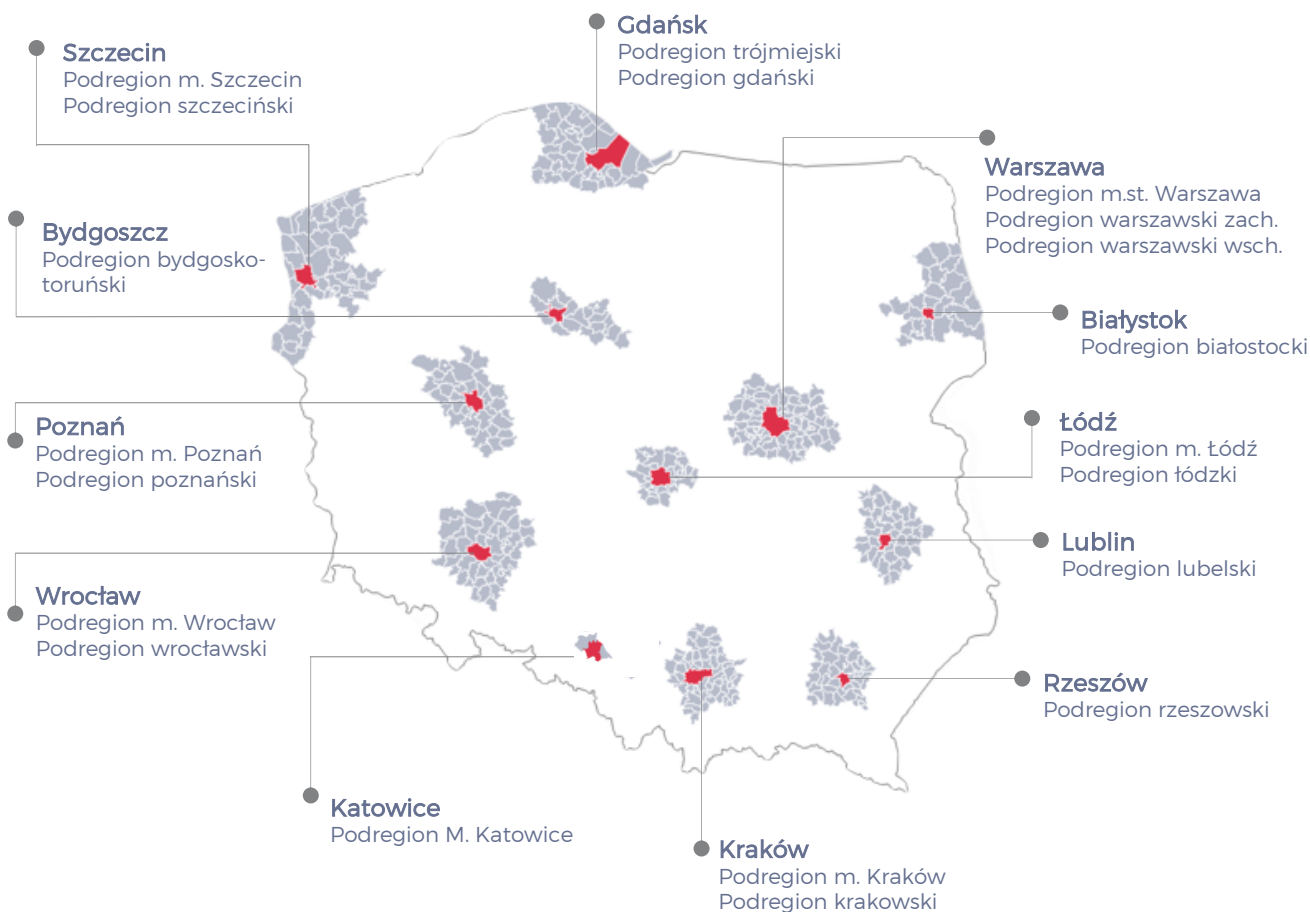 Gdańsk
Podregion trójmiejski
Podregion gdański
Szczecin
Podregion m. Szczecin
Podregion szczeciński
Warszawa
Podregion m.st. Warszawa
Podregion warszawski zach.
Podregion warszawski wsch.
Bydgoszcz
Podregion bydgosko-
toruński
Białystok
Podregion białostocki
Poznań
Podregion m. Poznań
Podregion poznański
Łódź
Podregion m. Łódź
Podregion łódzki
Lublin
Podregion lubelski
Wrocław
Podregion m. Wrocław
Podregion wrocławski
Rzeszów
Podregion rzeszowski
Katowice
Podregion M. Katowice
Kraków
Podregion m. Kraków
Podregion krakowski